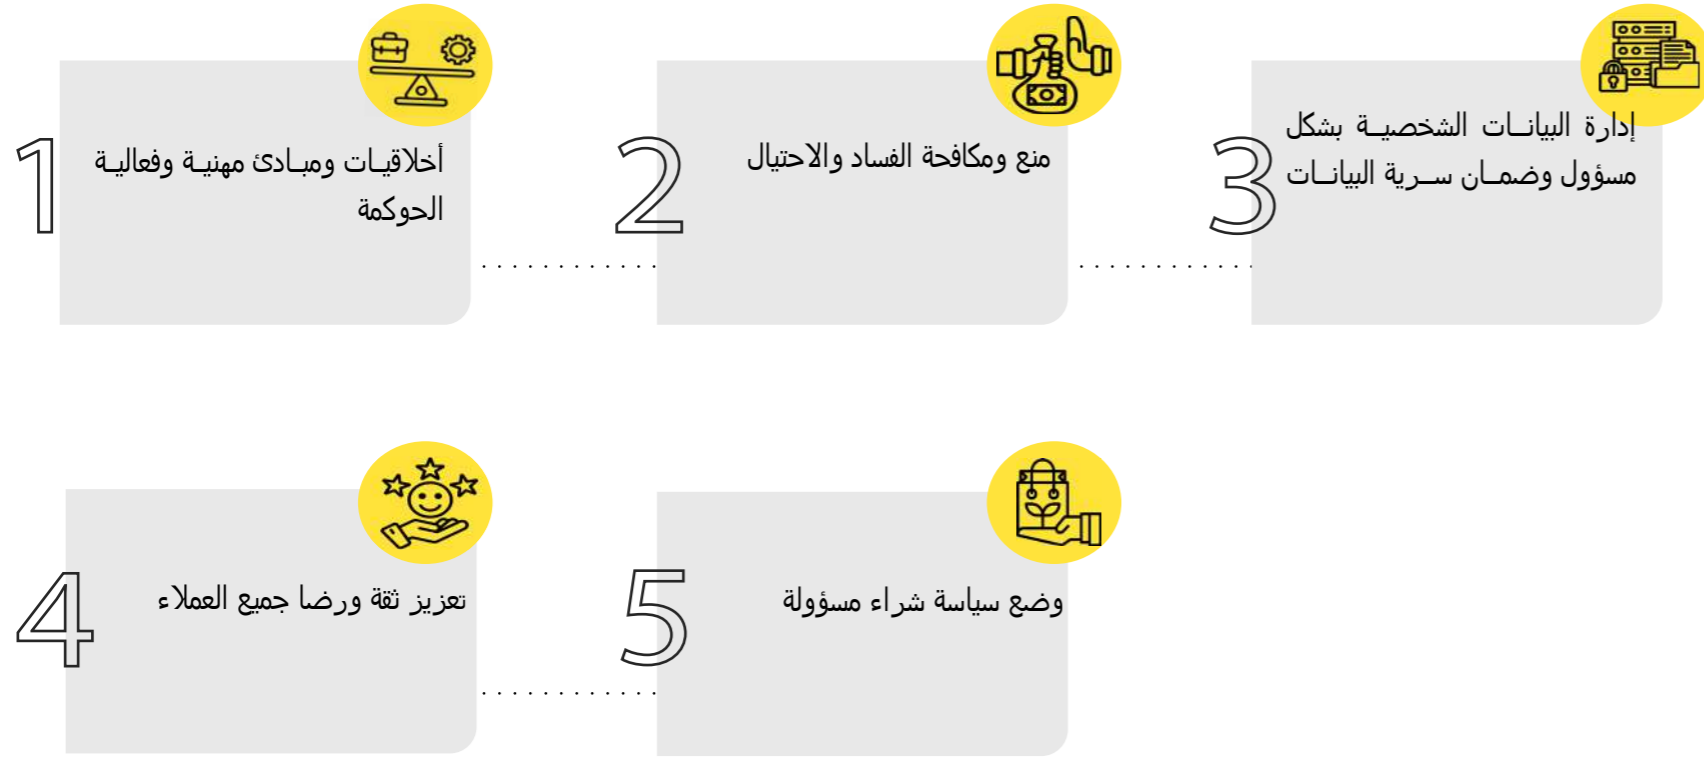 1
أخلاقيات ومبادئ مهنية وفعالية
الحوكمة
2
منع ومكافحة الفساد والاحتيال
3
إدارة البيانات الشخصية بشكل
مسؤول وضمان سرية البيانات
4
تعزيز ثقة ورضا جميع العملاء
5
وضع سياسة شراء مسؤولة